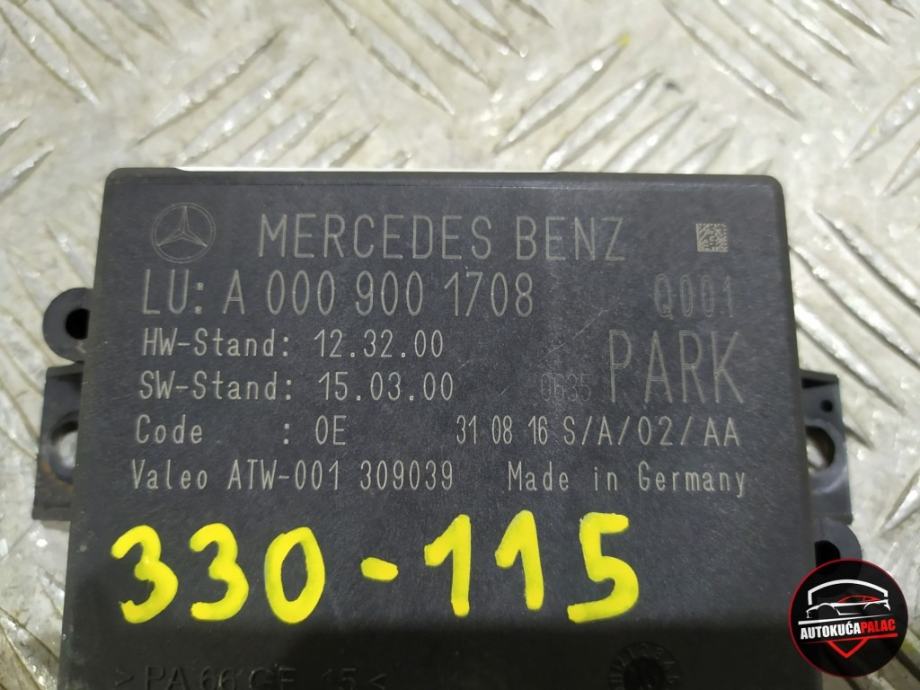 MERCEDES BENZ
LU: A 000 900 1708 Q001
HW-Stand: 12.32.00
SW-Stand: 15.03.00 0635 PARK
Code : 0E 31 08 16 S/A/02/AA
Valeo ATW-001 309039 Made in Germany
330-115
AUTOKUĆAPALAC